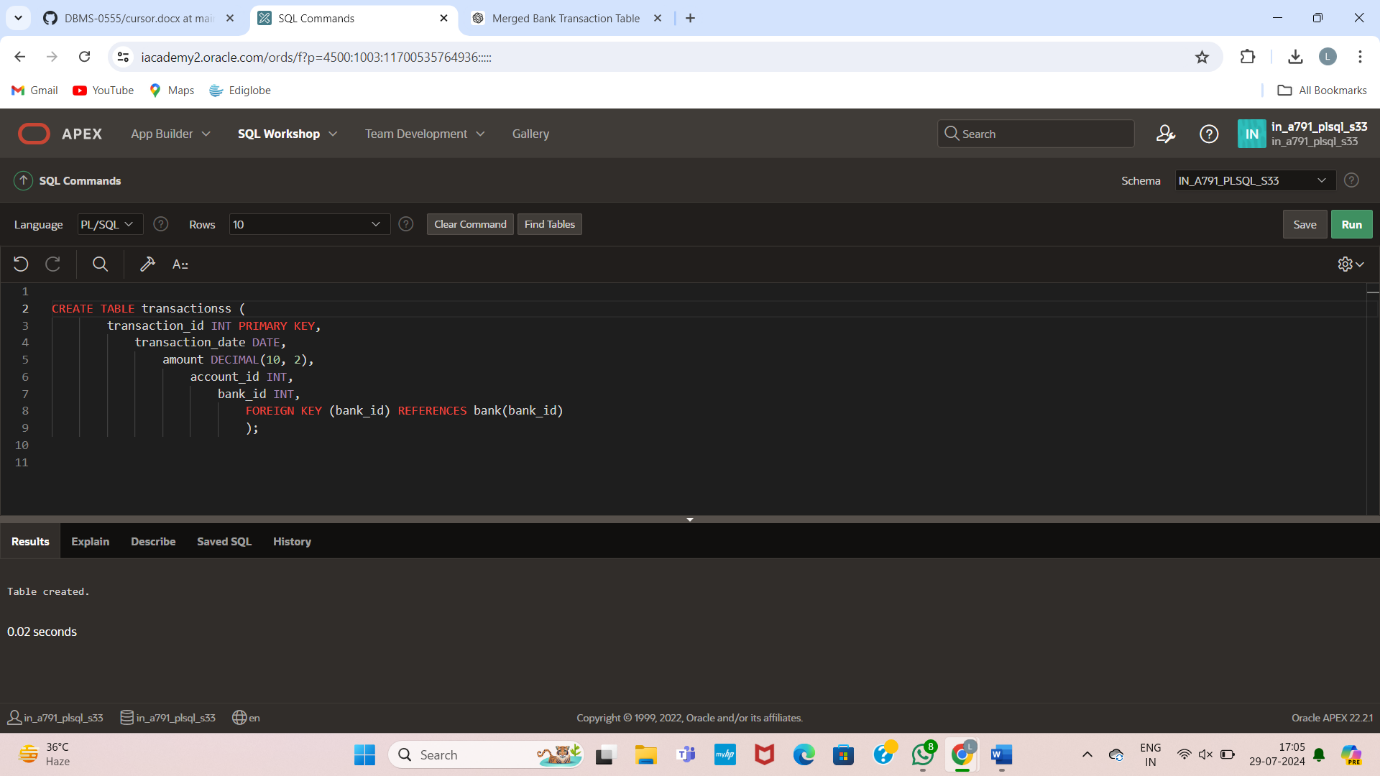 DBMS-0555/cursor.docx at mai
SQL Commands
Merged Bank Transaction Table
iacademy2.oracle.com/ords/f?p=4500:1003:11700535764936:::::
L
Gmail
YouTube
Maps
Ediglobe
All Bookmarks
APEX
App Builder
SQL Workshop
Team Development
Gallery
Search
IN
in_a791_plsql_s33
in_a791_plsql_s33
SQL Commands
Schema
IN_A791_PLSQL_S33
Language
PL/SQL
Rows
10
Clear Command
Find Tables
Save
Run
A::
1
2 CREATE TABLE transactionss (
3 transaction_id INT PRIMARY KEY,
4 transaction_date DATE,
5 amount DECIMAL(10, 2),
6 account_id INT,
7 bank_id INT,
8 FOREIGN KEY (bank_id) REFERENCES bank(bank_id)
9 );
10
11
Results
Explain
Describe
Saved SQL
History
Table created.
0.02 seconds
in_a791_plsql_s33
in_a791_plsql_s33
en
Copyright © 1999, 2022, Oracle and/or its affiliates.
Oracle APEX 22.2.1
36°C
Haze
Search
myhp
8
L
ENG
IN
17:05
29-07-2024
PRE